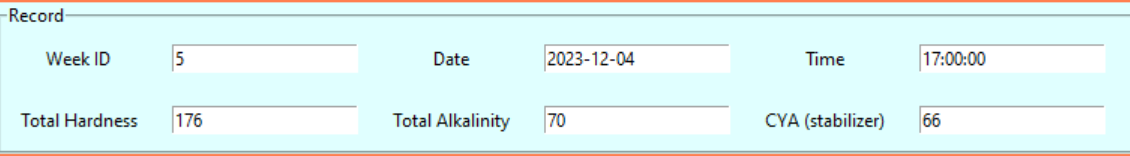 Record
Week ID 5 Date 2023-12-04 Time 17:00:00
Total Hardness 176 Total Alkalinity 70 CYA (stabilizer) 66